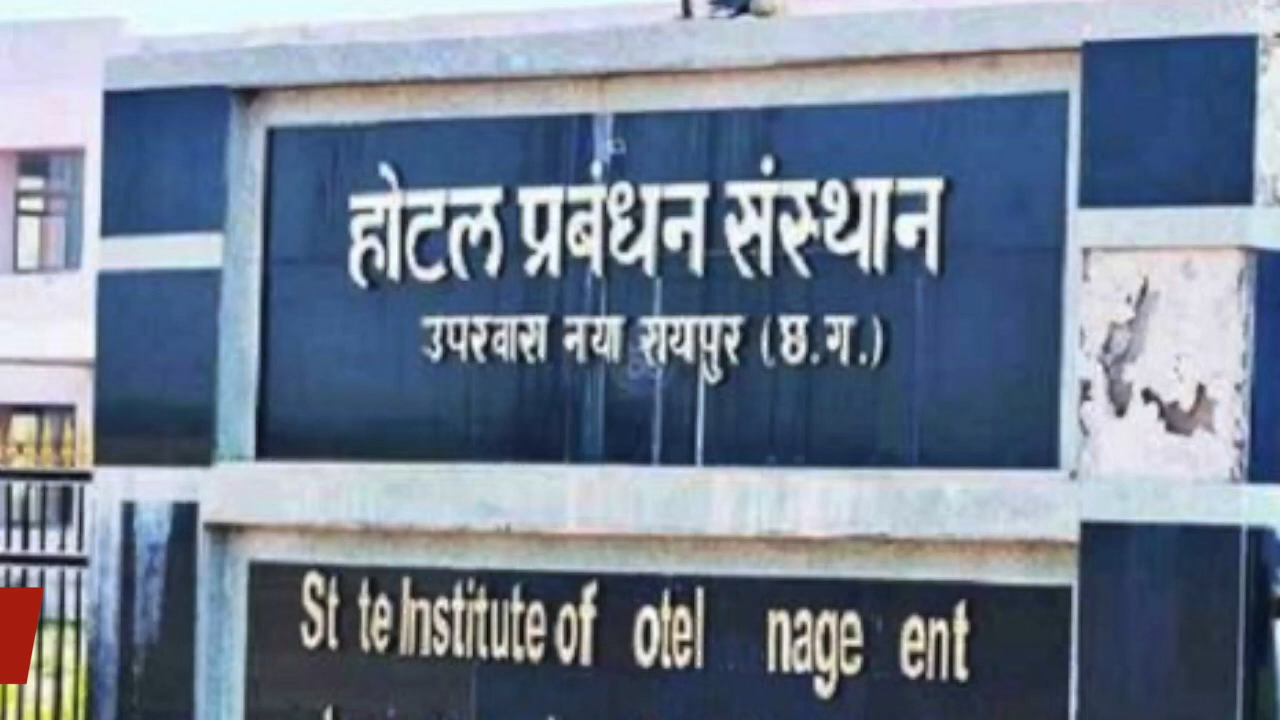 होटल प्रबंधन संस्थान
उपरवारा नया रायपुर (छ.ग.)
St te Institute of otel nage ent